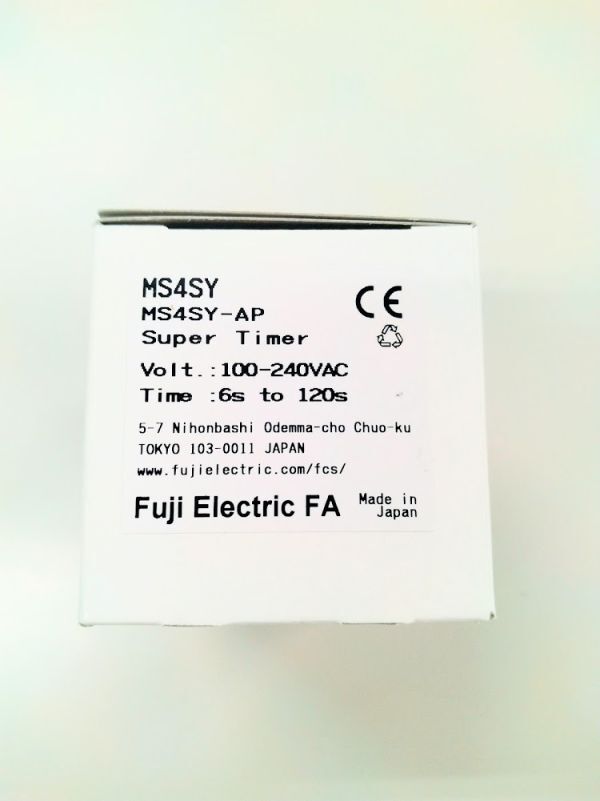 MS4SY
MS4SY-AP
Super Timer
CE
Volt.:100-240VAC
Time :6s to 120s
5-7 Nihonbashi Odemma-cho Chuo-ku
TOKYO 103-0011 JAPAN
www.fujielectric.com/fcs/
Fuji Electric FA
Made in
Japan